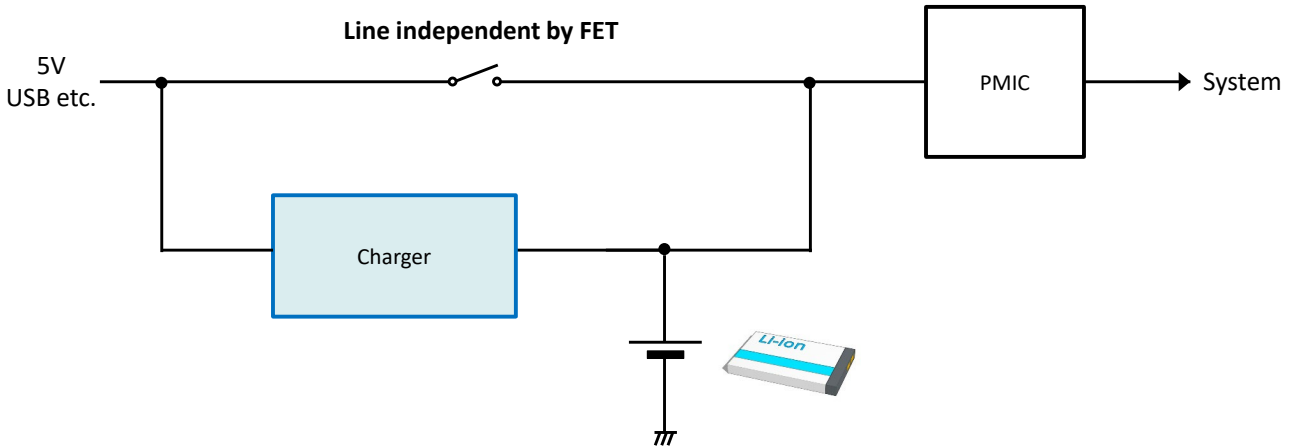 Line independent by FET
5V
USB etc.
PMIC
System
Charger
Li-ion